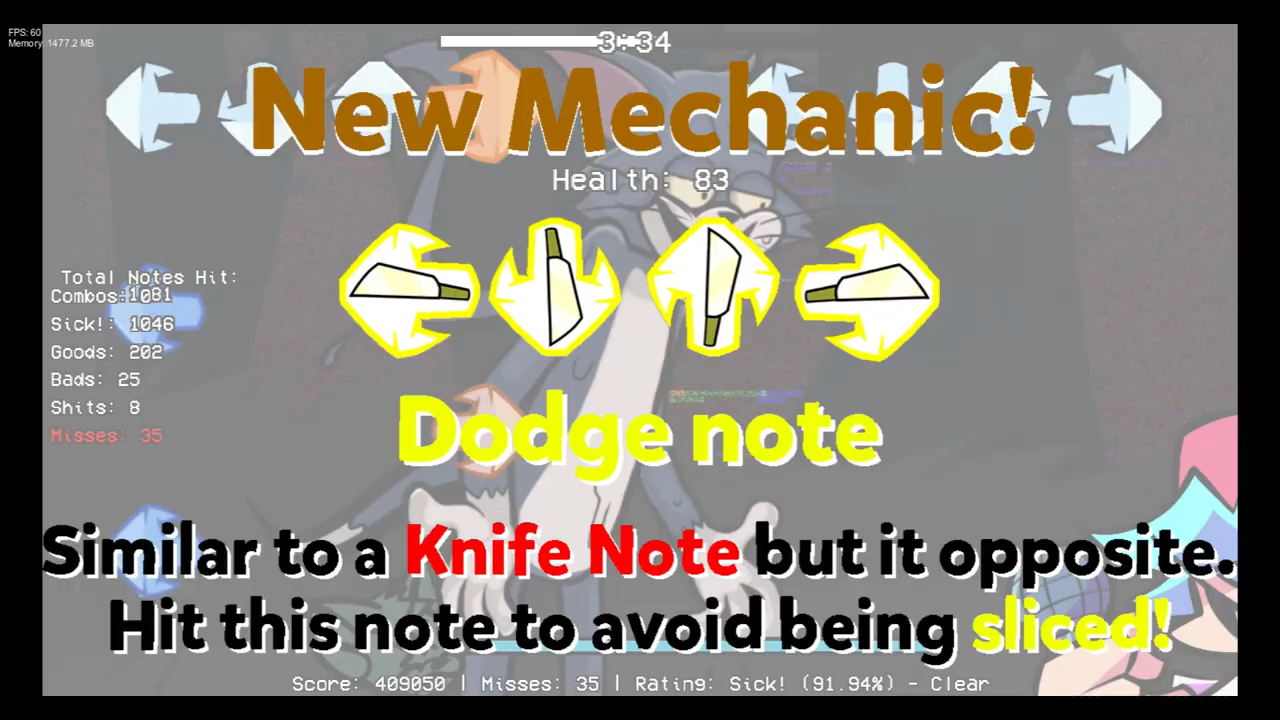 FPS: 60
Memory: 1477.2 MB
3:34
New Mechanic!
Health: 83
Total Notes Hit:
Combos:1081
Sick!: 1046
Goods: 202
Bads: 25
Shits: 8
Misses: 35
Dodge note
Similar to a Knife Note but it opposite.
Hit this note to avoid being sliced!
Score: 409050 | Misses: 35 | Rating: Sick! (91.94%) - Clear